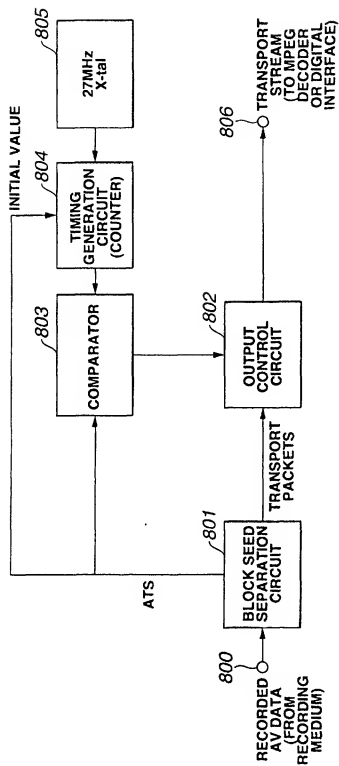 RECORDED
AV DATA
(FROM
RECORDING
MEDIUM)
800
801
BLOCK SEED
SEPARATION
CIRCUIT
ATS
TRANSPORT
PACKETS
802
OUTPUT
CONTROL
CIRCUIT
803
COMPARATOR
804
TIMING
GENERATION
CIRCUIT
(COUNTER)
INITIAL VALUE
805
27MHz
X-tal
806
TRANSPORT
STREAM
(TO MPEG
DECODER
OR DIGITAL
INTERFACE)